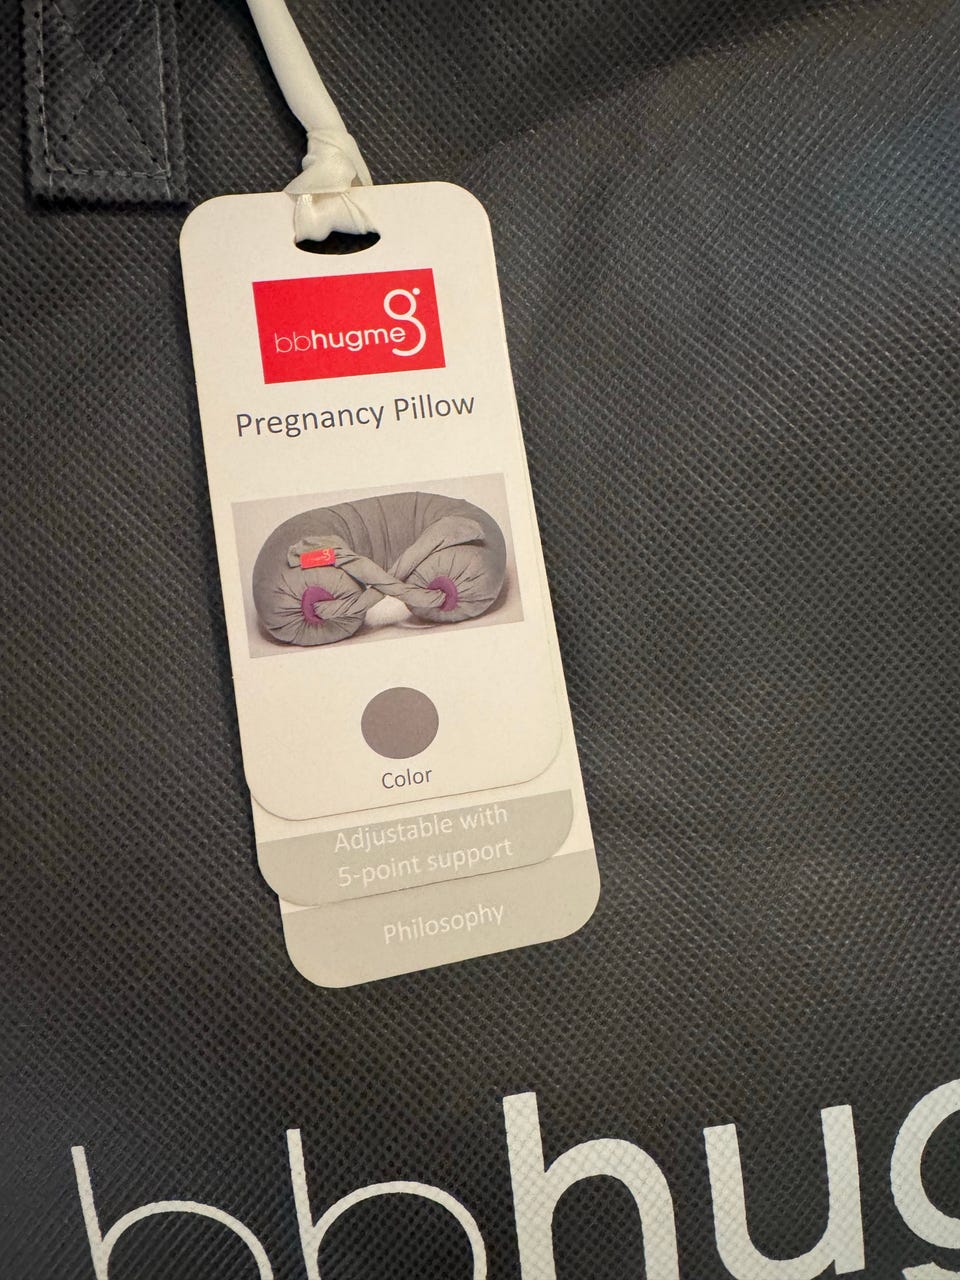 bbhugme
Pregnancy Pillow
Color
Adjustable with
5-point support
Philosophy
bbhug